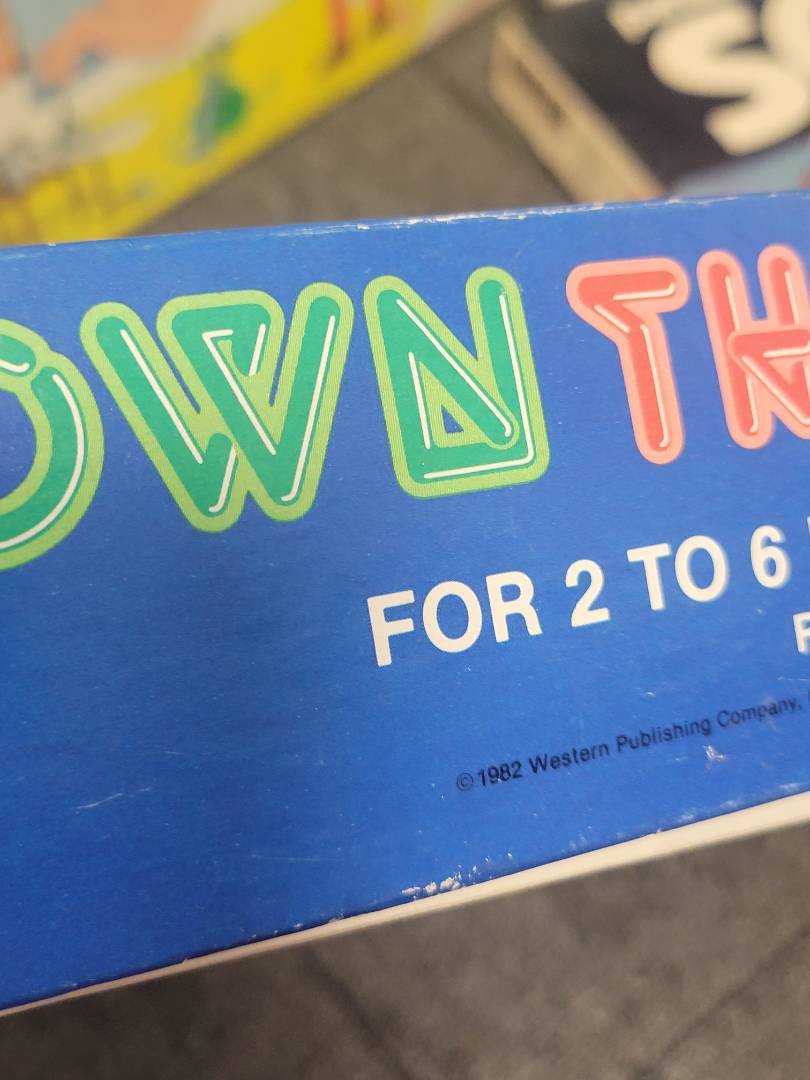 OWN TH
FOR 2 TO 6
©1982 Western Publishing Company,